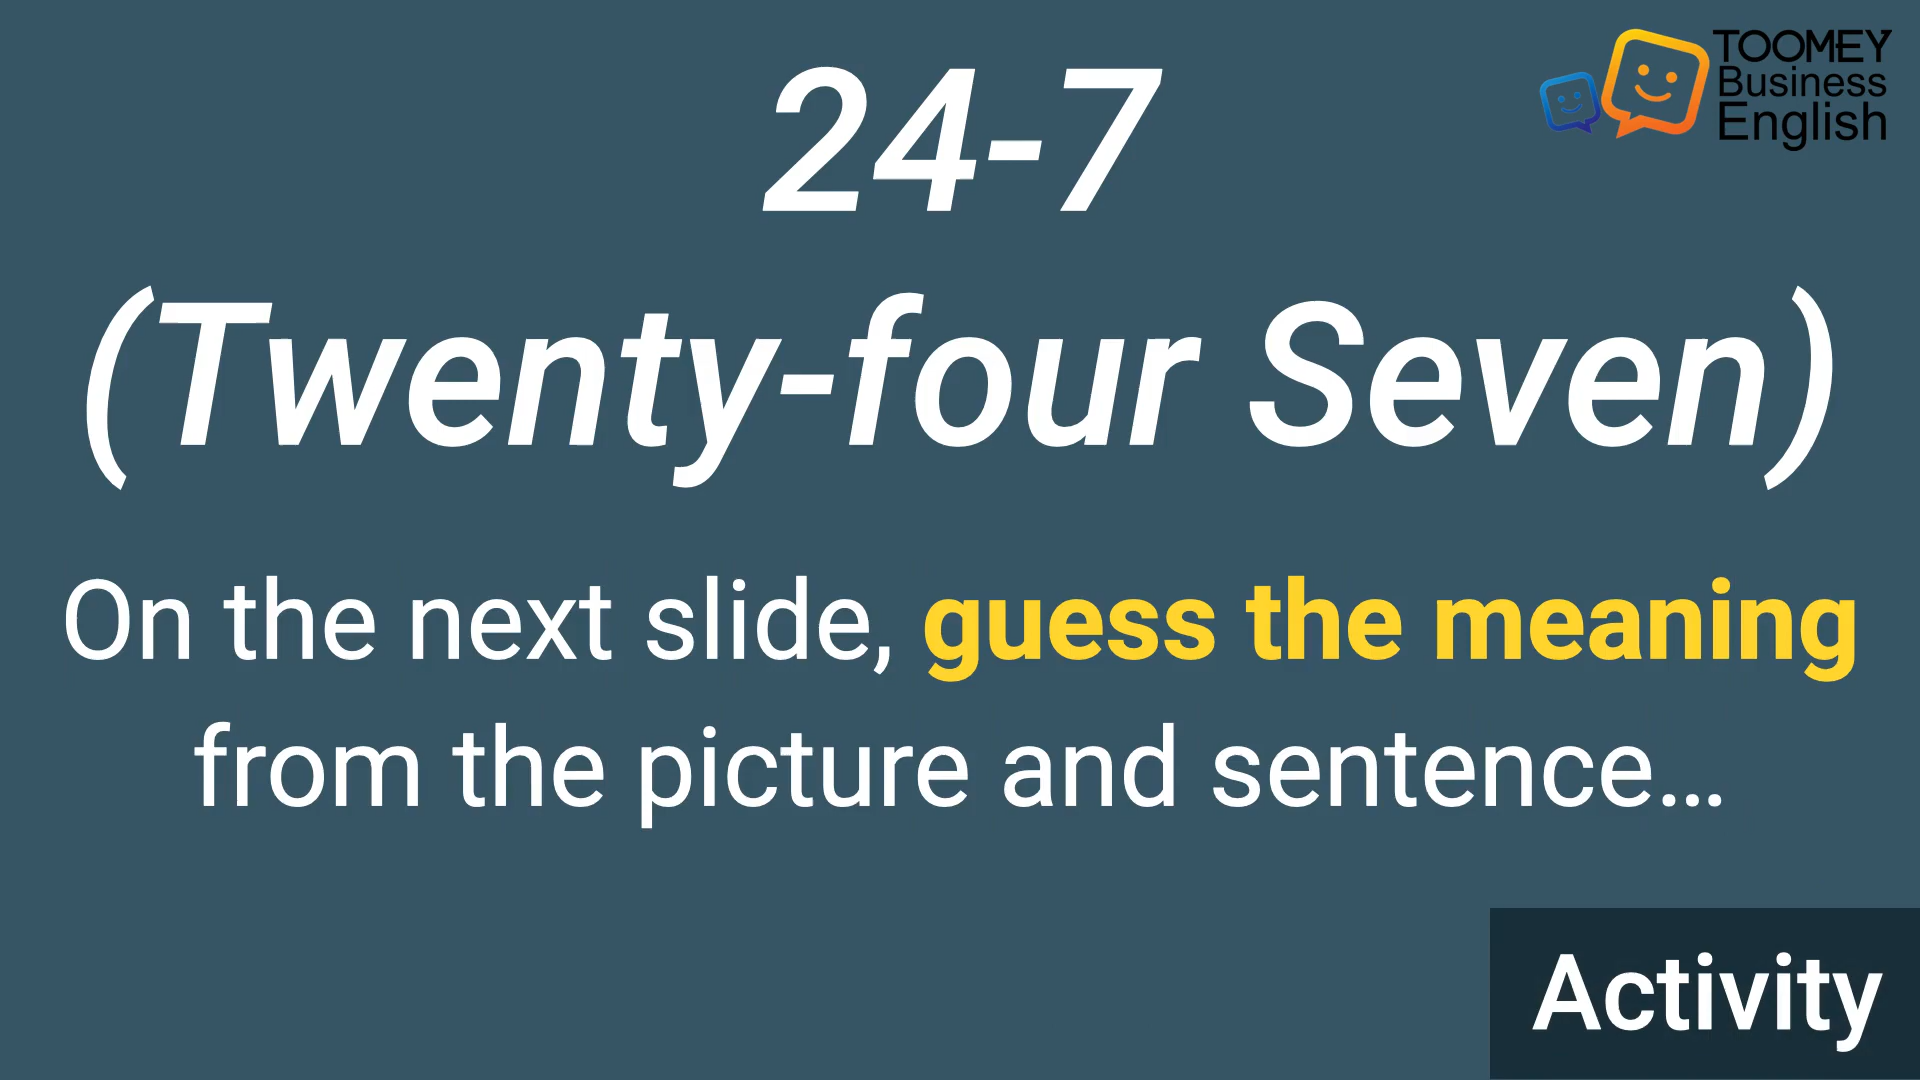 TOOMEY
Business
English
24-7
(Twenty-four Seven)
On the next slide, guess the meaning
from the picture and sentence...
Activity